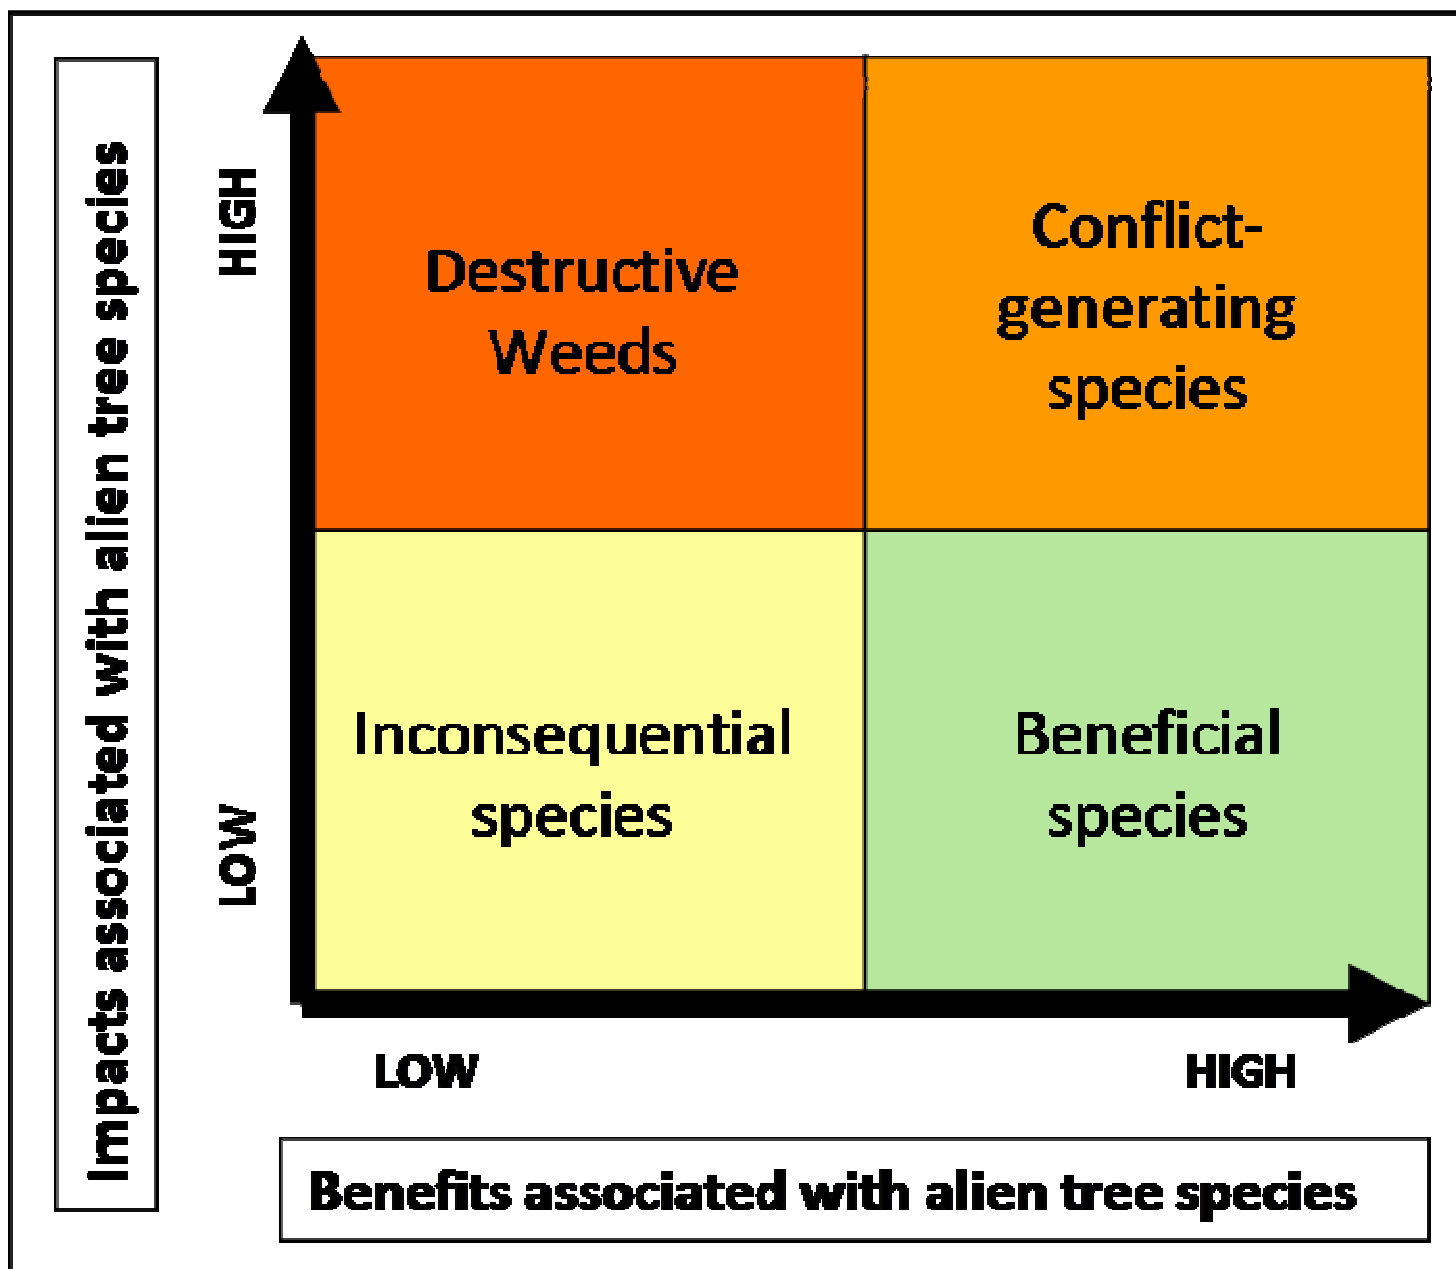 Impacts associated with alien tree species
HIGH
LOW
Destructive
Weeds
Conflict-
generating
species
Inconsequential
species
Beneficial
species
LOW
HIGH
Benefits associated with alien tree species